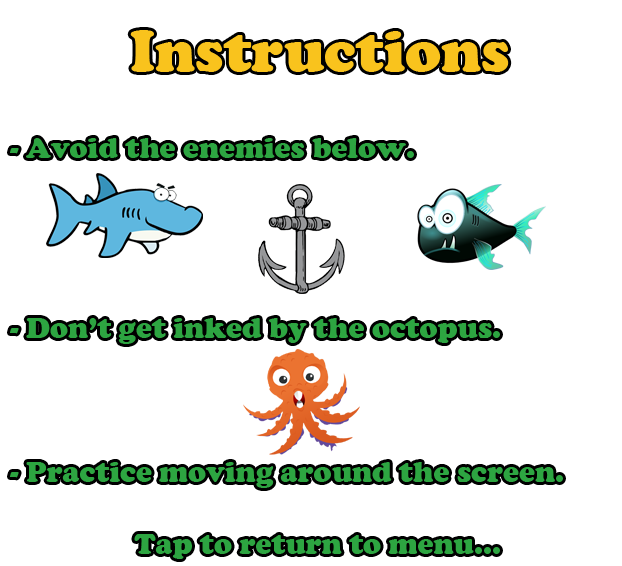 Instructions
- Avoid the enemies below.
- Don't get inked by the octopus.
- Practice moving around the screen.
Tap to return to menu...